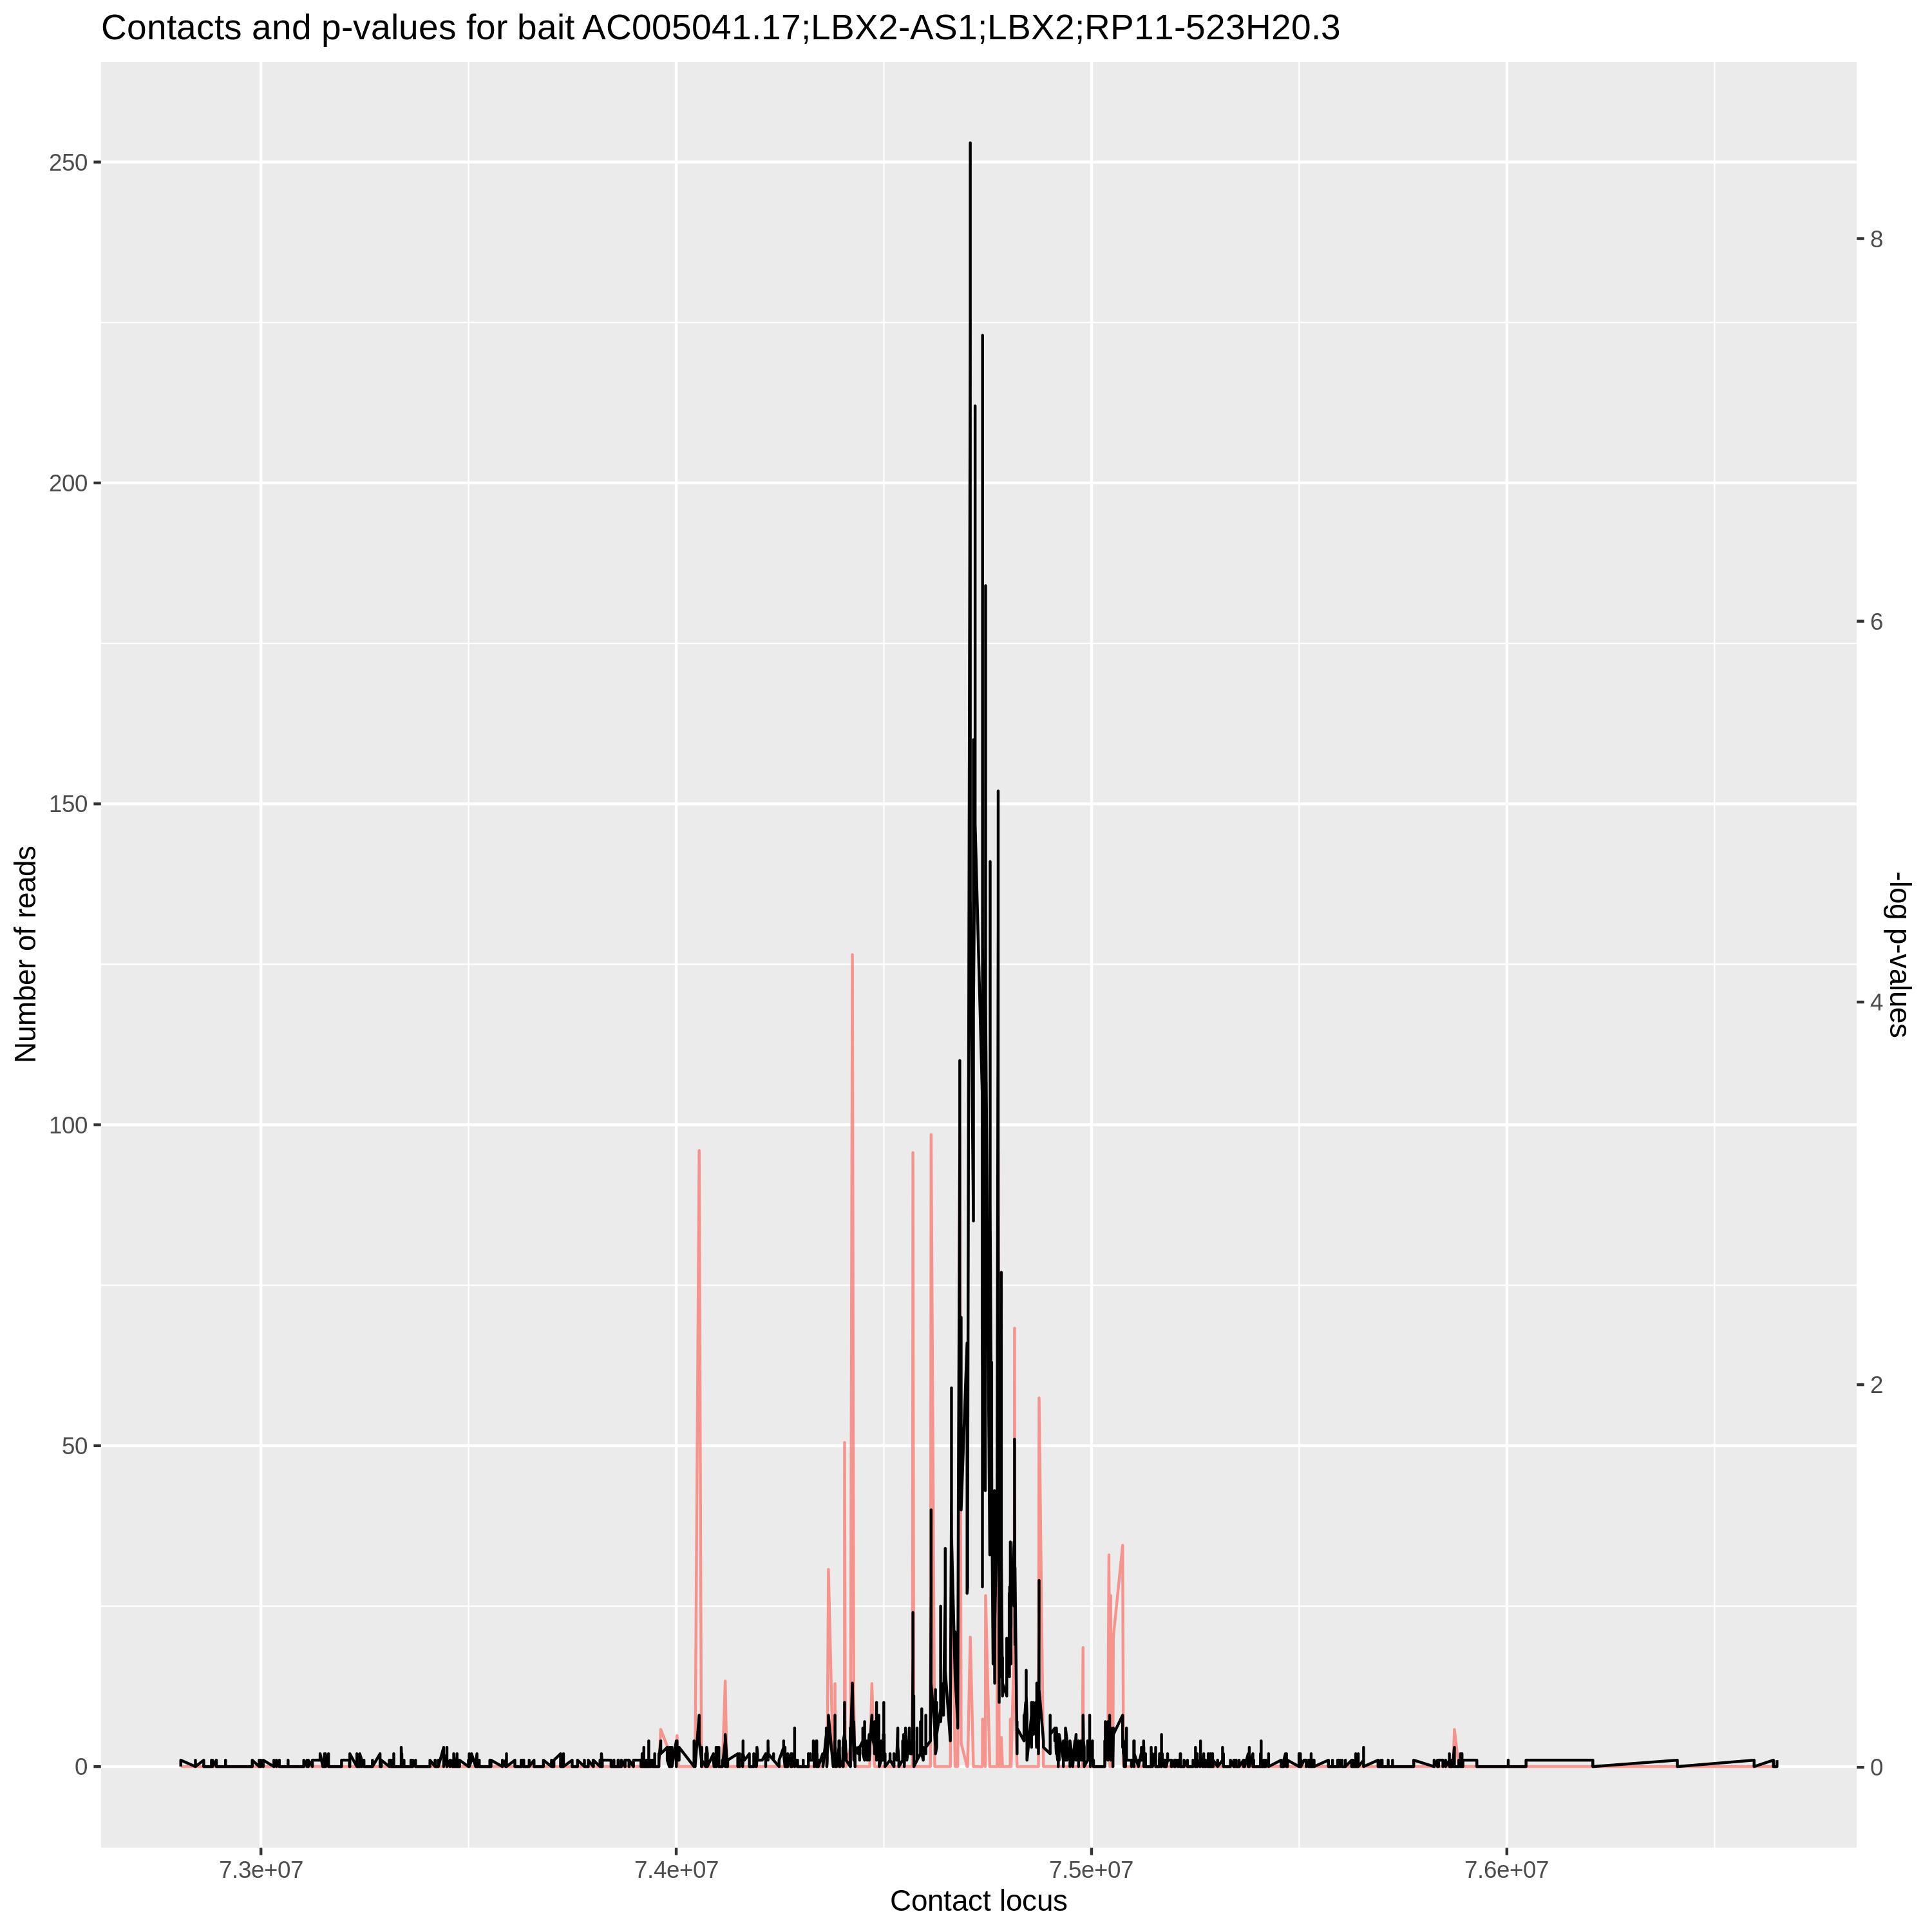 Contacts and p-values for bait AC005041.17;LBX2-AS1;LBX2;RP11-523H20.3
250
200
150
100
50
0
Number of reads
8
6
4
2
0
-log p-values
7.3e+07
7.4e+07
7.5e+07
7.6e+07
Contact locus